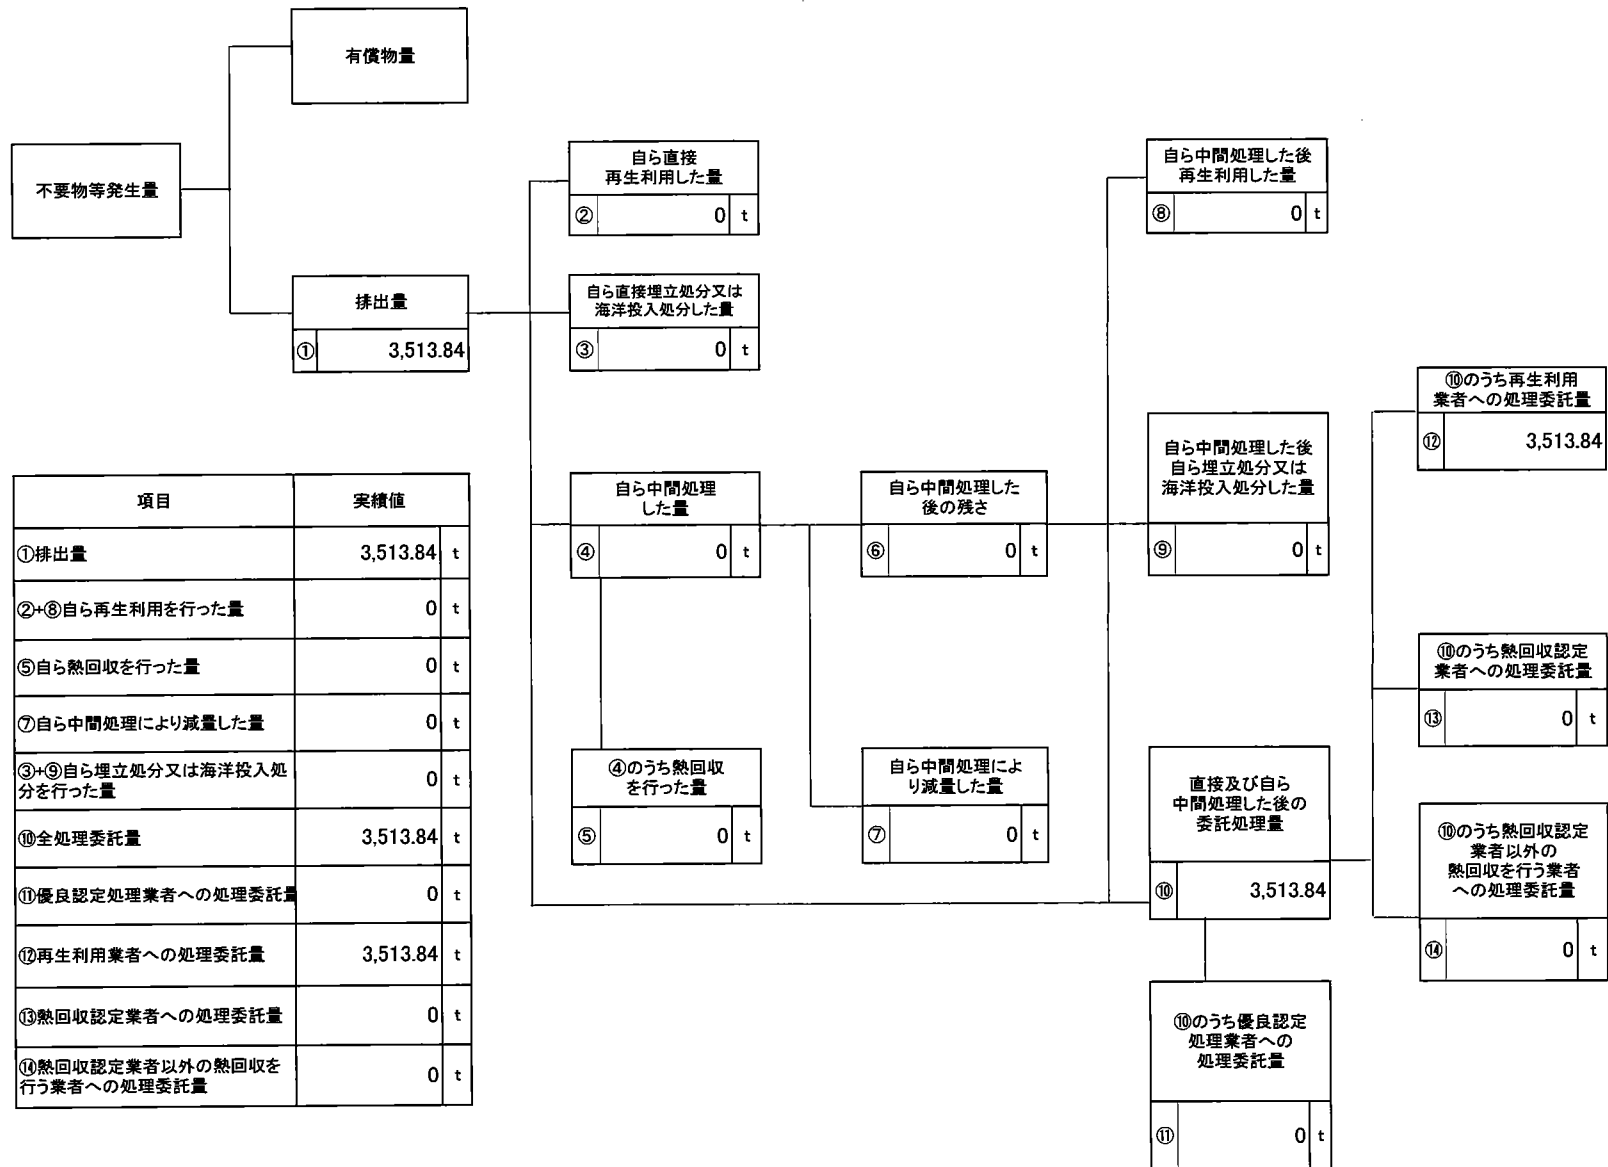 有償物量
不要物等発生量
排出量
① 3,513.84
自ら直接
再生利用した量
② 0 t
自ら直接埋立処分又は
海洋投入処分した量
③ 0 t
自ら中間処理
した量
④ 0 t
④のうち熱回収
を行った量
⑤ 0 t
自ら中間処理した
後の残さ
⑥ 0 t
自ら中間処理によ
り減量した量
⑦ 0 t
自ら中間処理した後
再生利用した量
⑧ 0 t
自ら中間処理した後
自ら埋立処分又は
海洋投入処分した量
⑨ 0 t
直接及び自ら
中間処理した後の
委託処理量
⑩ 3,513.84
⑩のうち優良認定
処理業者への
処理委託量
⑪ 0 t
⑩のうち再生利用
業者への処理委託量
⑫ 3,513.84
⑩のうち熱回収認定
業者への処理委託量
⑬ 0 t
⑩のうち熱回収認定
業者以外の
熱回収を行う業者
への処理委託量
⑭ 0 t
項目 実績値
①排出量 3,513.84 t
②+⑧自ら再生利用を行った量 0 t
⑤自ら熱回収を行った量 0 t
⑦自ら中間処理により減量した量 0 t
③+⑨自ら埋立処分又は海洋投入処
分を行った量 0 t
⑩全処理委託量 3,513.84 t
⑪優良認定処理業者への処理委託量 0 t
⑫再生利用業者への処理委託量 3,513.84 t
⑬熱回収認定業者への処理委託量 0 t
⑭熱回収認定業者以外の熱回収を
行う業者への処理委託量 0 t